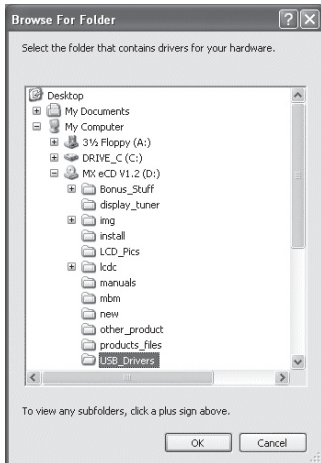 Browse For Folder
Select the folder that contains drivers for your hardware.
Desktop
My Documents
My Computer
3½ Floppy (A:)
DRIVE_C (C:)
MX eCD V1.2 (D:)
Bonus_Stuff
display_tuner
img
install
LCD_Pics
lcdc
manuals
mbm
new
other_product
products_files
USB_Drivers
To view any subfolders, click a plus sign above.
OK Cancel